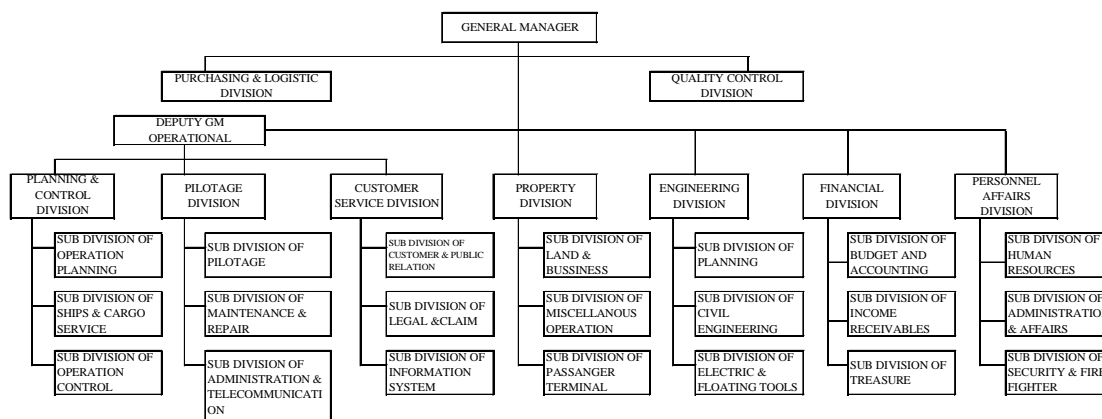 GENERAL MANAGER
PURCHASING & LOGISTIC
DIVISION
QUALITY CONTROL
DIVISION
DEPUTY GM
OPERATIONAL
PLANNING &
CONTROL
DIVISION
PILOTAGE
DIVISION
CUSTOMER
SERVICE DIVISION
PROPERTY
DIVISION
ENGINEERING
DIVISION
FINANCIAL
DIVISION
PERSONNEL
AFFAIRS
DIVISION
SUB DIVISION OF
OPERATION
PLANNING
SUB DIVISION OF
PILOTAGE
SUB DIVISION OF
CUSTOMER & PUBLIC
RELATION
SUB DIVISION OF
LAND &
BUSSINESS
SUB DIVISION OF
PLANNING
SUB DIVISION OF
BUDGET AND
ACCOUNTING
SUB DIVISON OF
HUMAN
RESOURCES
SUB DIVISION OF
SHIPS & CARGO
SERVICE
SUB DIVISION OF
MAINTENANCE &
REPAIR
SUB DIVISION OF
LEGAL &CLAIM
SUB DIVISION OF
MISCELLANOUS
OPERATION
SUB DIVISION OF
CIVIL
ENGINEERING
SUB DIVISION OF
INCOME
RECEIVABLES
SUB DIVISION OF
ADMINISTRATION
& AFFAIRS
SUB DIVISION OF
OPERATION
CONTROL
SUB DIVISION OF
ADMINISTRATION &
TELECOMMUNICATI
ON
SUB DIVISION OF
INFORMATION
SYSTEM
SUB DIVISION OF
PASSANGER
TERMINAL
SUB DIVISION OF
ELECTRIC &
FLOATING TOOLS
SUB DIVISION OF
TREASURE
SUB DIVISION OF
SECURITY & FIRE
FIGHTER